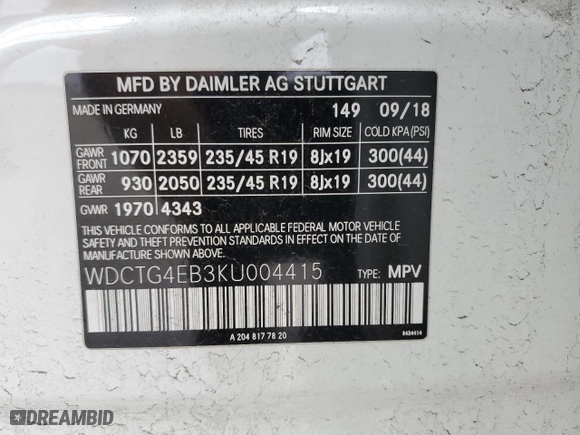 MFD BY DAIMLER AG STUTTGART
MADE IN GERMANY 149 09/18
KG LB TIRES RIM SIZE COLD KPA (PSI)
GAWR FRONT 1070 2359 235/45 R19 8Jx19 300(44)
GAWR REAR 930 2050 235/45 R19 8Jx19 300(44)
GVWR 1970 4343
THIS VEHICLE CONFORMS TO ALL APPLICABLE FEDERAL MOTOR VEHICLE
SAFETY, BUMPER, AND THEFT PREVENTION STANDARDS IN EFFECT ON THE DATE OF
MANUFACTURE SHOWN ABOVE.
WDCTG4EB3KU004415 TYPE: MPV
A 204 817 78 20 8434414
DREAMBID